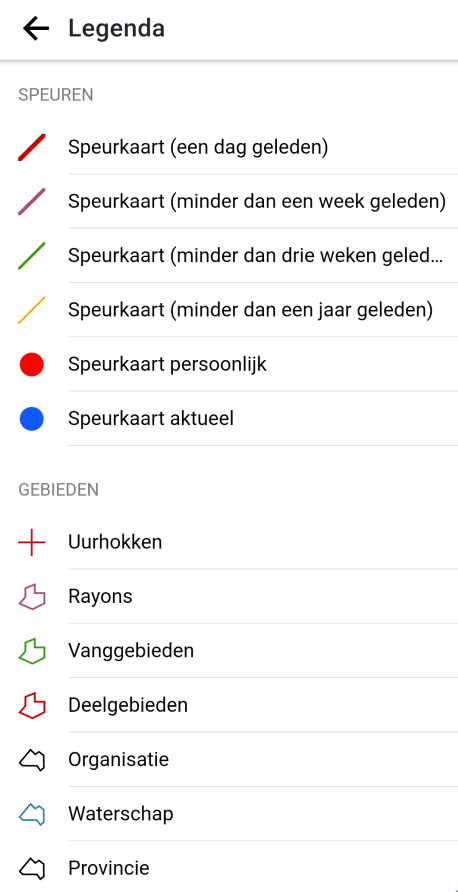 Legenda
SPEUREN
Speurkaart (een dag geleden)
Speurkaart (minder dan een week geleden)
Speurkaart (minder dan drie weken geled...
Speurkaart (minder dan een jaar geleden)
Speurkaart persoonlijk
Speurkaart aktueel
GEBIEDEN
Uurhokken
Rayons
Vanggebieden
Deelgebieden
Organisatie
Waterschap
Provincie